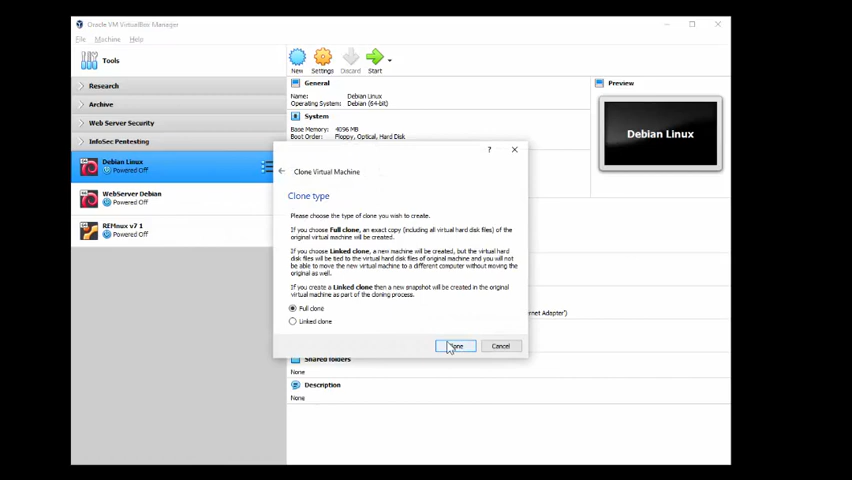 Oracle VM VirtualBox Manager
File Machine Help
Tools
New Settings Discard Start
Research
Archive
Web Server Security
InfoSec Pentesting
Debian Linux
Powered Off
WebServer Debian
Powered Off
REMnux v7 1
Powered Off
General
Name: Debian Linux
Operating System: Debian (64-bit)
System
Base Memory: 4096 MB
Boot Order: Floppy, Optical, Hard Disk
Preview
Debian Linux
?
Clone Virtual Machine
Clone type
Please choose the type of clone you wish to create.
If you choose Full clone, an exact copy (including all virtual hard disk files) of the
original virtual machine will be created.
If you choose Linked clone, a new machine will be created, but the virtual hard
disk files will be tied to the virtual hard disk files of original machine and you will not
be able to move the new virtual machine to a different computer without moving the
original as well.
If you create a Linked clone then a new snapshot will be created in the original
virtual machine as part of the cloning process.
Full clone
Linked clone
Clone Cancel
Shared folders
None
Description
None